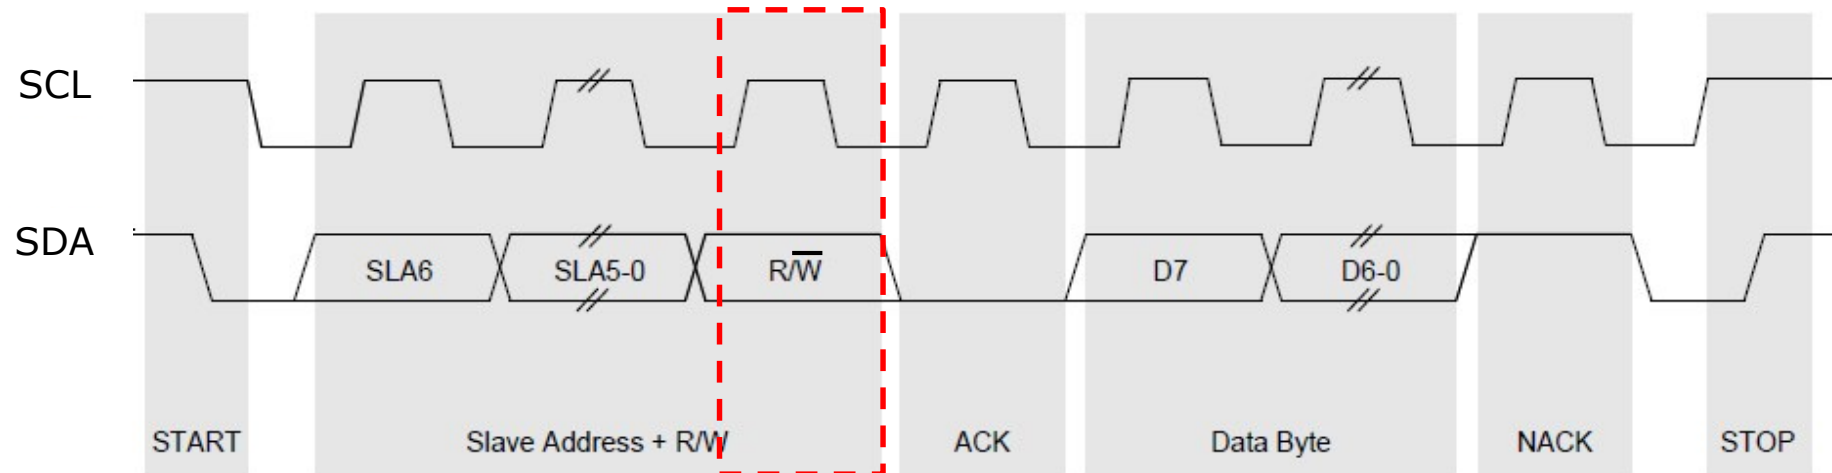 SCL
SDA
SLA6 SLA5-0 R/W̅ D7 D6-0
START Slave Address + R/W ACK Data Byte NACK STOP